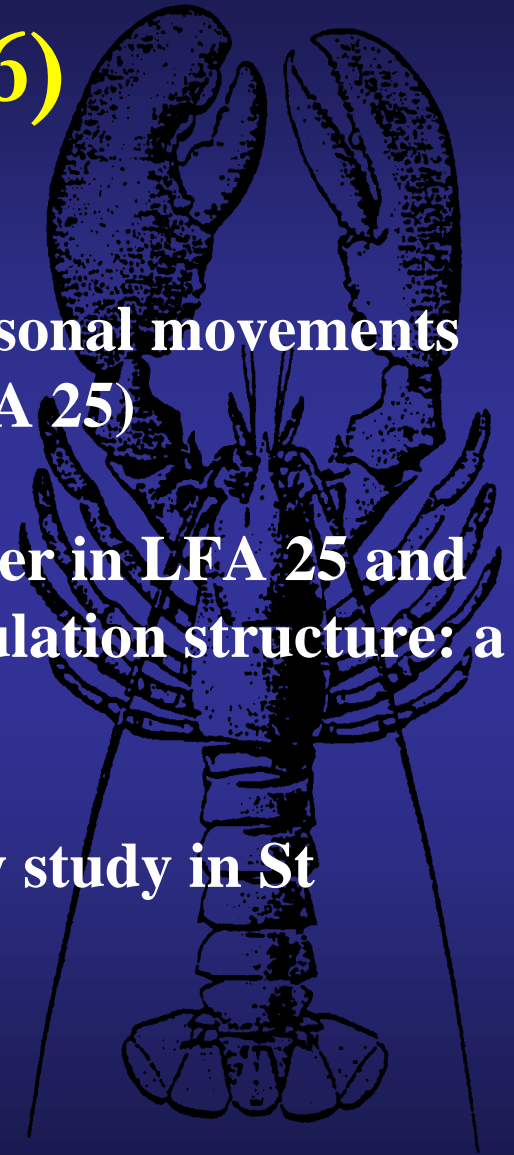 6)
sonal movements
A 25)
er in LFA 25 and
ulation structure: a
study in St